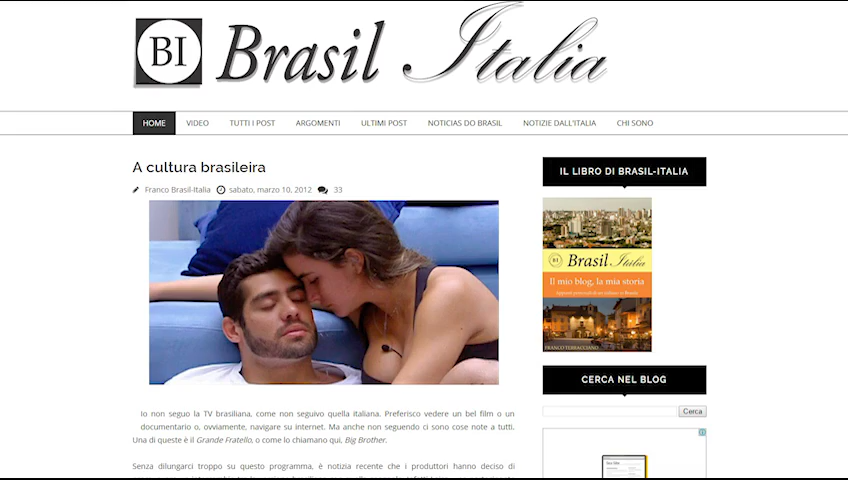 BI Brasil Italia
HOME VIDEO TUTTI I POST ARGOMENTI ULTIMI POST NOTICIAS DO BRASIL NOTIZIE DALL'ITALIA CHI SONO
A cultura brasileira
Franco Brasil-Italia sabato, marzo 10, 2012 33
Io non seguo la TV brasiliana, come non seguivo quella italiana. Preferisco vedere un bel film o un
documentario o, ovviamente, navigare su internet. Ma anche non seguendo ci sono cose note a tutti.
Una di queste è il Grande Fratello, o come lo chiamano qui, Big Brother.
Senza dilungarci troppo su questo programma, è notizia recente che i produttori hanno deciso di
IL LIBRO DI BRASIL-ITALIA
BI Brasil Italia
Il mio blog, la mia storia
FRANCO TERRACCIANO
CERCA NEL BLOG
Cerca